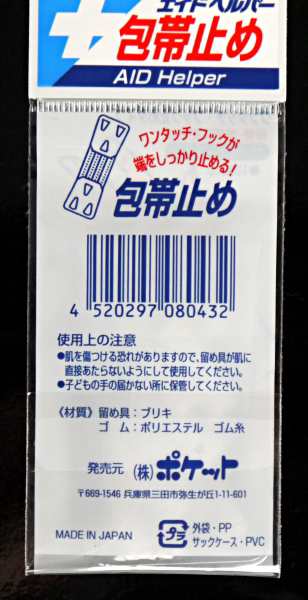 エイドヘルパー
包帯止め
AID Helper
ワンタッチ・フックが
端をしっかり止める!
包帯止め
4 520297 080432
使用上の注意
●肌を傷つける恐れがありますので、留め具が肌に
直接あたらないようにして使用してください。
●子どもの手の届かない所に保管してください。
《材質》留め具:ブリキ
ゴム:ポリエステル ゴム糸
発売元 (株)ポケット
〒669-1546 兵庫県三田市弥生が丘1-11-601
MADE IN JAPAN
プラ
外袋・PP
サックケース・PVC